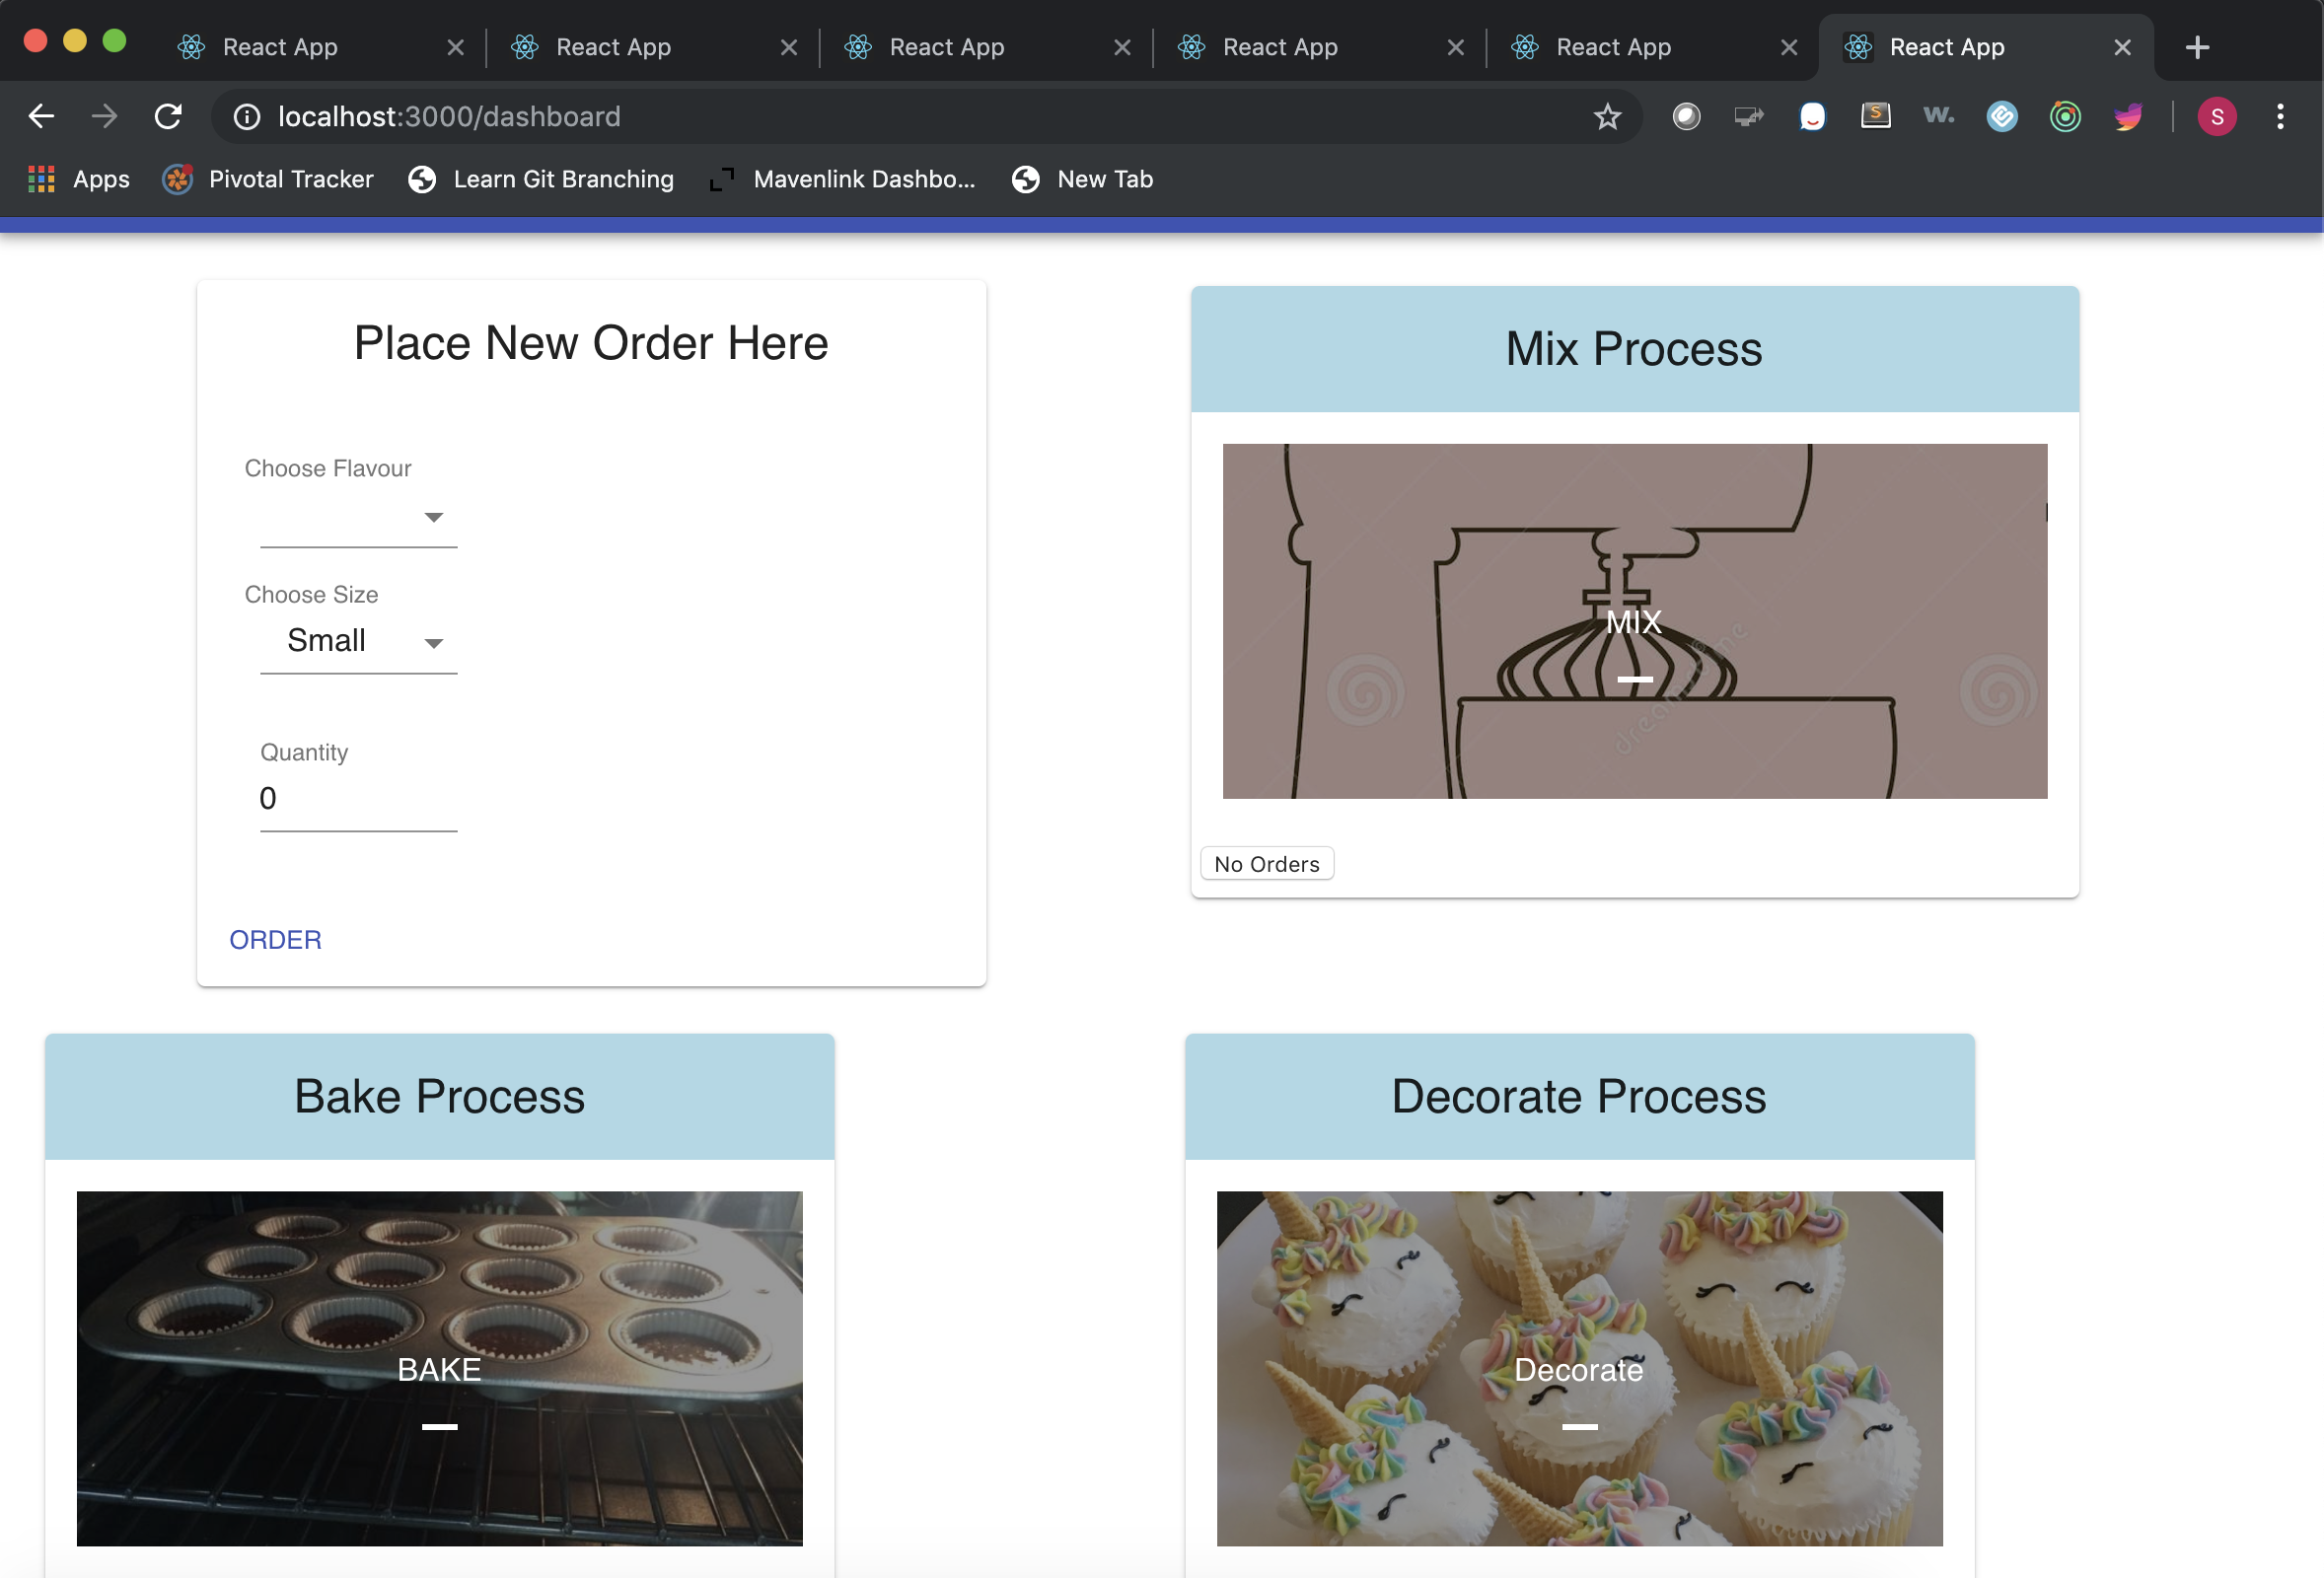 React App
React App
React App
React App
React App
React App
localhost:3000/dashboard
S
w.
S
Apps
Pivotal Tracker
Learn Git Branching
Mavenlink Dashbo...
New Tab
Place New Order Here
Choose Flavour
Choose Size
Small
Quantity
0
ORDER
Mix Process
MIX
No Orders
Bake Process
BAKE
Decorate Process
Decorate